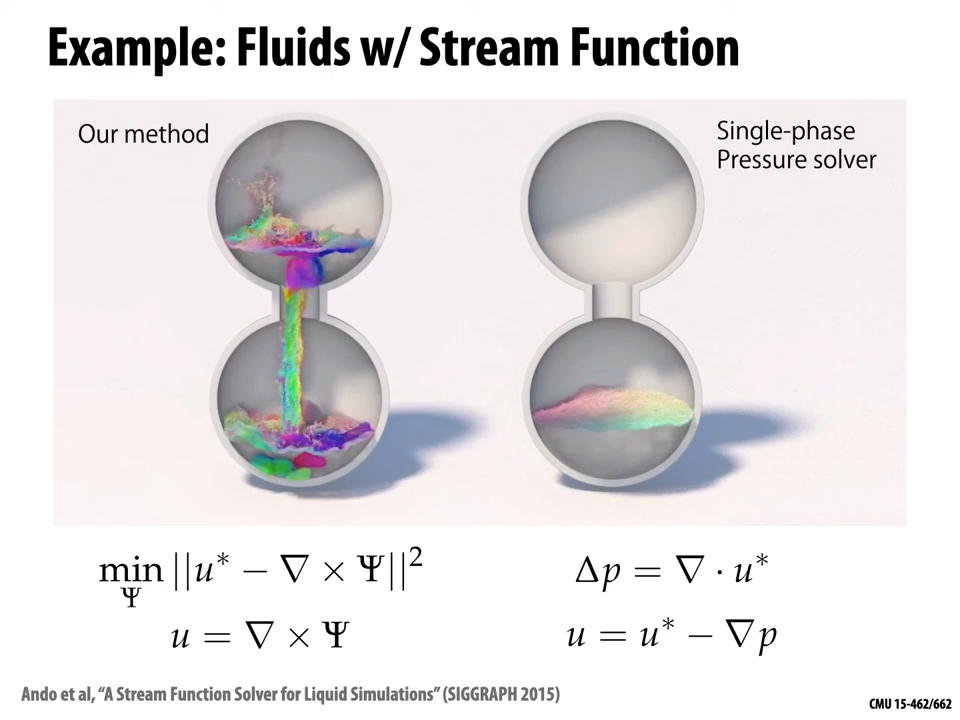 Example: Fluids w/ Stream Function
Our method
Single-phase
Pressure solver
min_Ψ ||u* − ∇ × Ψ||²
u = ∇ × Ψ
Δp = ∇ · u*
u = u* − ∇p
Ando et al, “A Stream Function Solver for Liquid Simulations” (SIGGRAPH 2015)
CMU 15-462/662